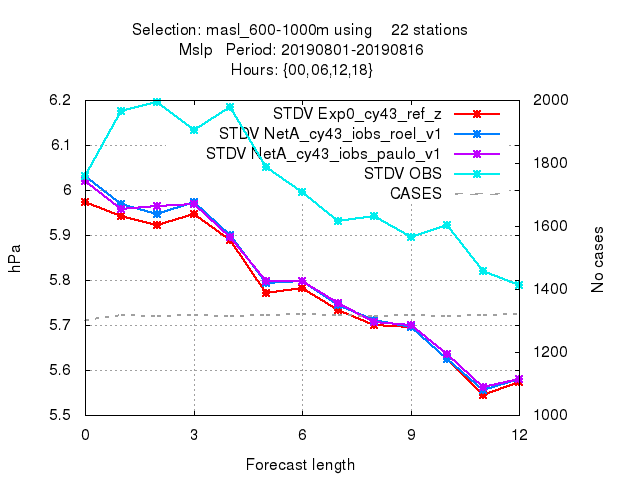 Selection: masl_600-1000m using    22 stations
Mslp   Period: 20190801-20190816
Hours: {00,06,12,18}
STDV Exp0_cy43_ref_z
STDV NetA_cy43_iobs_roel_v1
STDV NetA_cy43_iobs_paulo_v1
STDV OBS
CASES
hPa
6.2
6.1
6
5.9
5.8
5.7
5.6
5.5
No cases
2000
1800
1600
1400
1200
1000
0 3 6 9 12
Forecast length